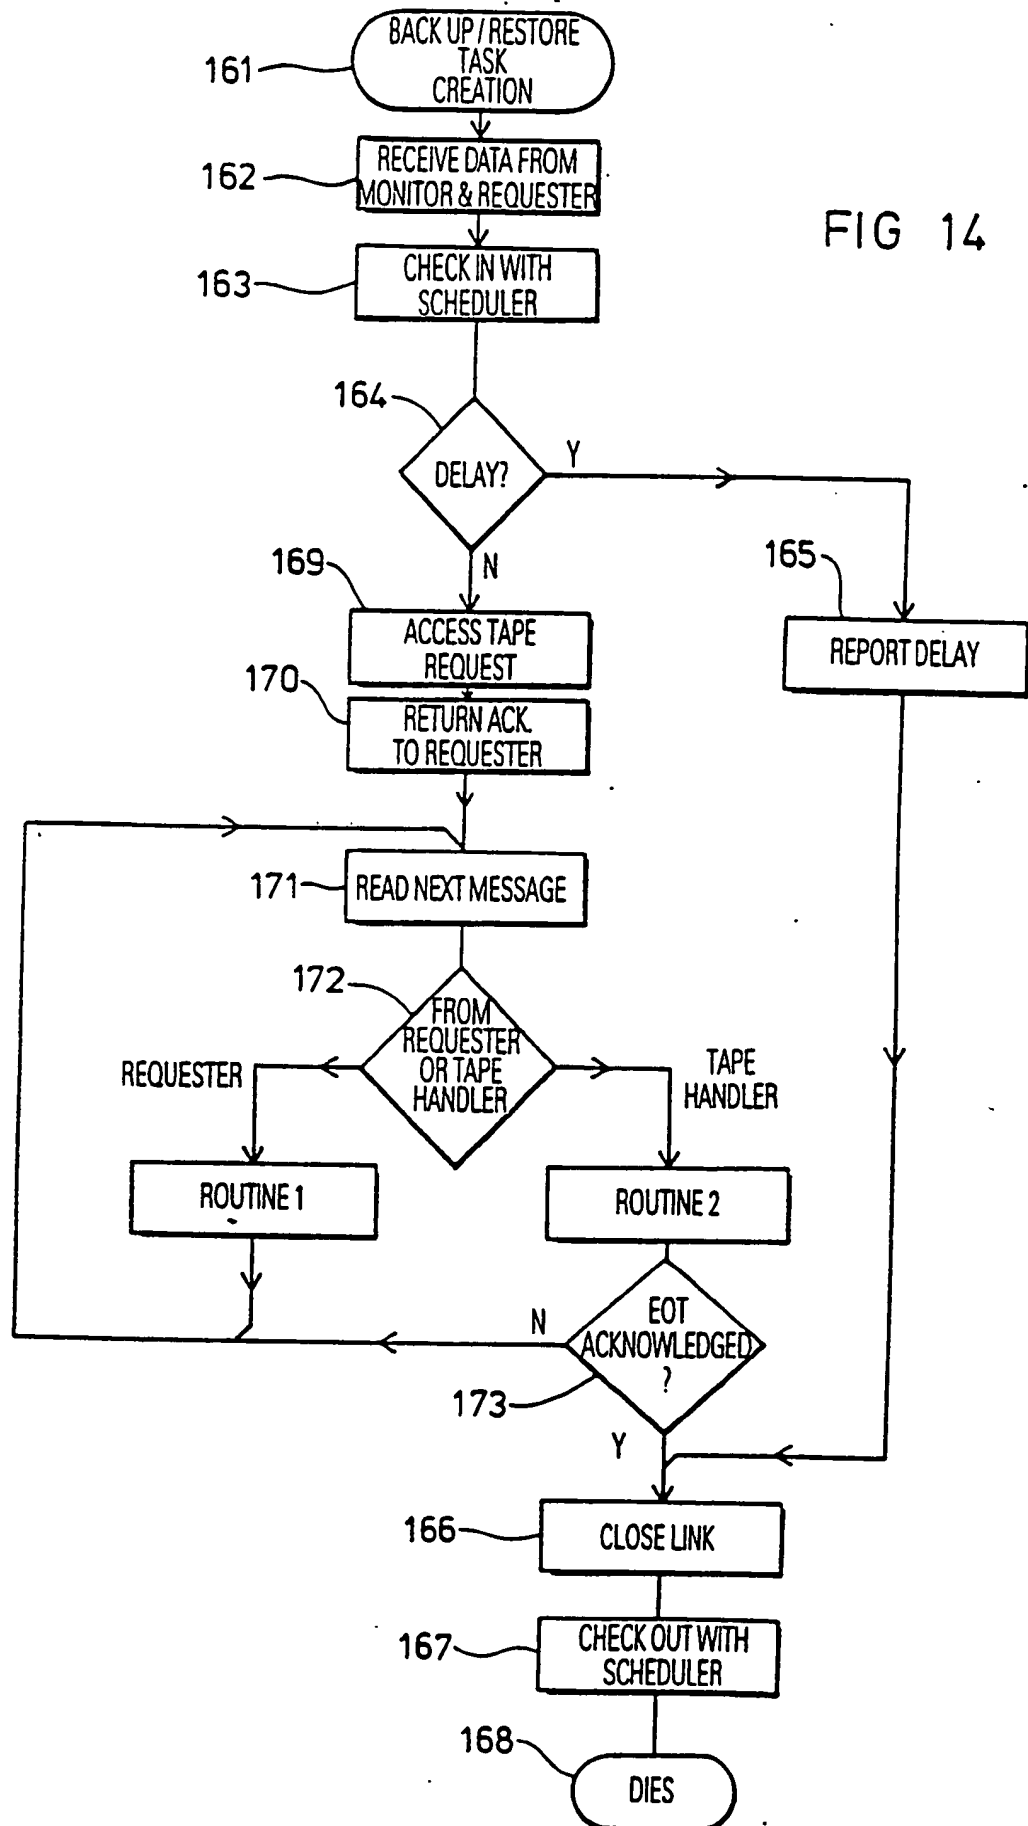 BACK UP / RESTORE
TASK
CREATION
161
RECEIVE DATA FROM
MONITOR & REQUESTER
162
FIG 14
CHECK IN WITH
SCHEDULER
163
164
DELAY?
Y
N
169
165
ACCESS TAPE
REQUEST
REPORT DELAY
170
RETURN ACK.
TO REQUESTER
171
READ NEXT MESSAGE
172
FROM
REQUESTER
OR TAPE
HANDLER
REQUESTER
TAPE
HANDLER
ROUTINE 1
ROUTINE 2
EOT
ACKNOWLEDGED
?
N
173
Y
166
CLOSE LINK
167
CHECK OUT WITH
SCHEDULER
168
DIES